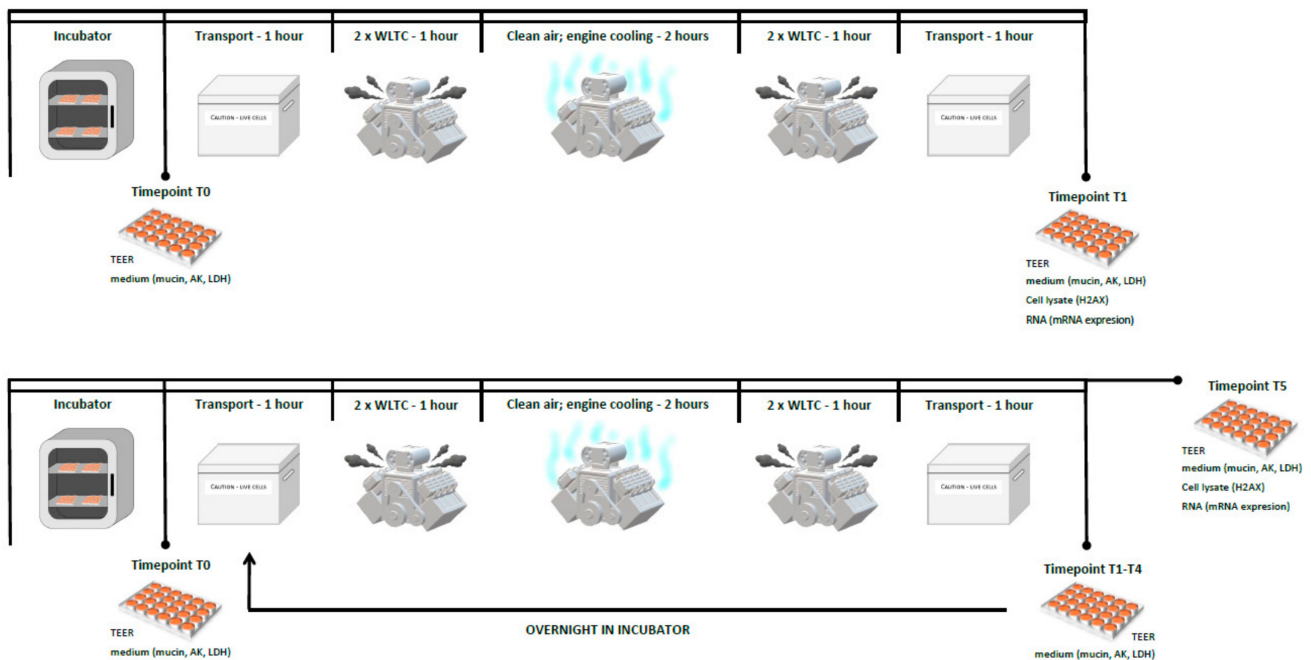 Incubator
Transport - 1 hour
2 x WLTC - 1 hour
Clean air; engine cooling - 2 hours
2 x WLTC - 1 hour
Transport - 1 hour
CAUTION - LIVE CELLS
CAUTION - LIVE CELLS
Timepoint T0
TEER
medium (mucin, AK, LDH)
Timepoint T1
TEER
medium (mucin, AK, LDH)
Cell lysate (H2AX)
RNA (mRNA expresion)
Incubator
Transport - 1 hour
2 x WLTC - 1 hour
Clean air; engine cooling - 2 hours
2 x WLTC - 1 hour
Transport - 1 hour
CAUTION - LIVE CELLS
CAUTION - LIVE CELLS
Timepoint T5
TEER
medium (mucin, AK, LDH)
Cell lysate (H2AX)
RNA (mRNA expresion)
Timepoint T0
TEER
medium (mucin, AK, LDH)
OVERNIGHT IN INCUBATOR
Timepoint T1-T4
TEER
medium (mucin, AK, LDH)